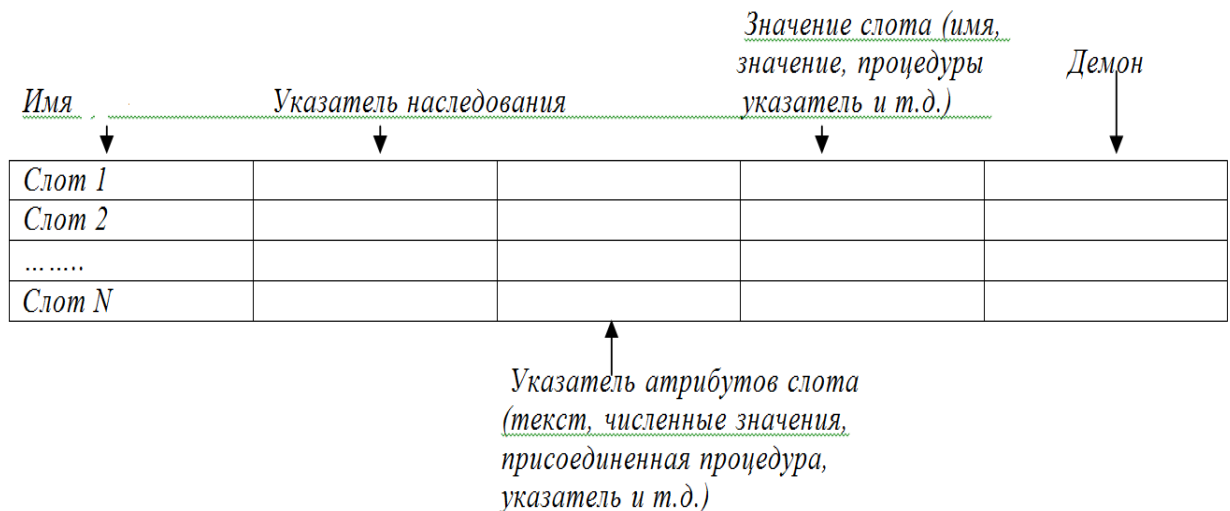 Значение слота (имя,
значение, процедуры
указатель и т.д.)
Демон
Имя
Указатель наследования
Слот 1
Слот 2
……..
Слот N
Указатель атрибутов слота
(текст, численные значения,
присоединенная процедура,
указатель и т.д.)